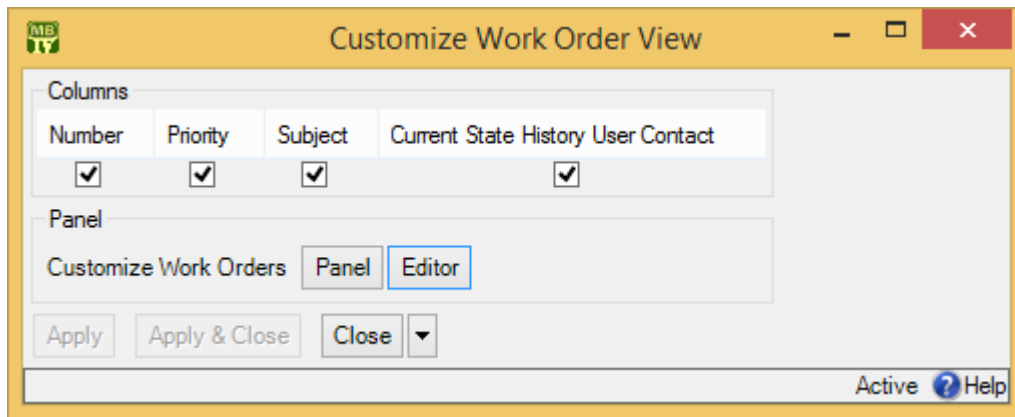 MB
IY
Customize Work Order View
Columns
Number Priority Subject Current State History User Contact
Panel
Customize Work Orders Panel Editor
Apply Apply & Close Close
Active ? Help